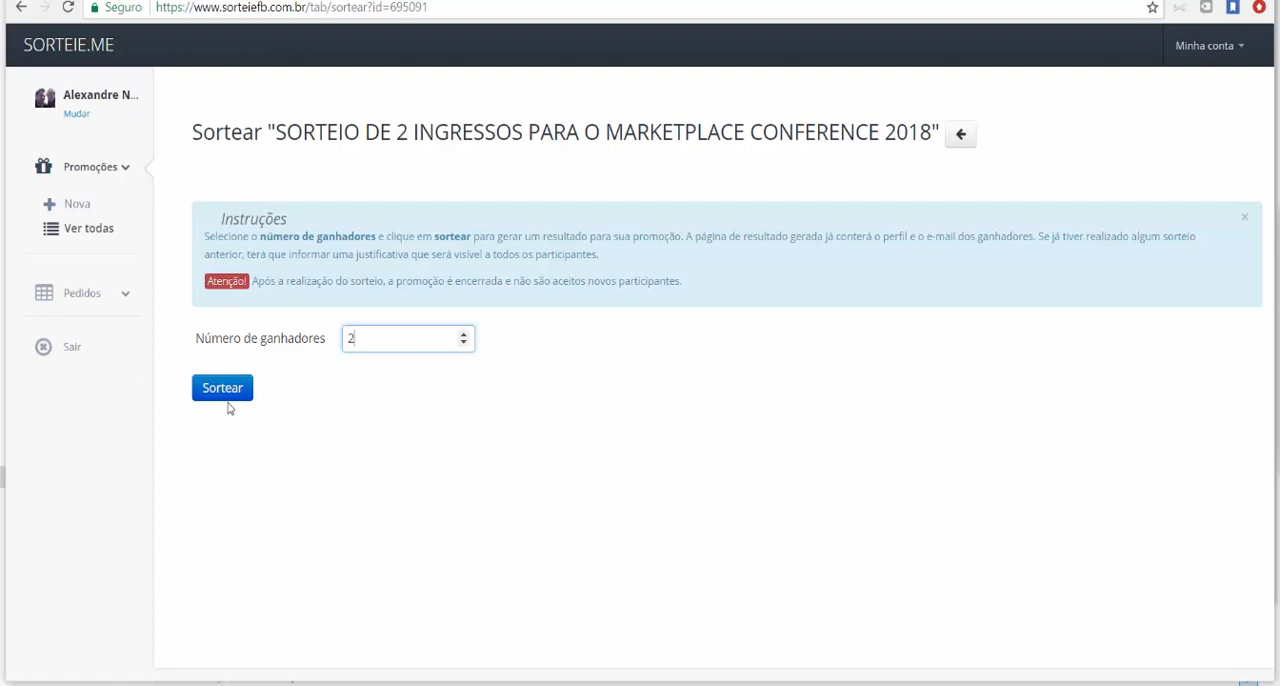 Seguro https://www.sorteiefb.com.br/tab/sortear?id=695091
SORTEIE.ME
Minha conta
Alexandre N...
Mudar
Promoções
Nova
Ver todas
Pedidos
Sair
Sortear "SORTEIO DE 2 INGRESSOS PARA O MARKETPLACE CONFERENCE 2018"
Instruções
×
Selecione o número de ganhadores e clique em sortear para gerar um resultado para sua promoção. A página de resultado gerada já conterá o perfil e o e-mail dos ganhadores. Se já tiver realizado algum sorteio
anterior, terá que informar uma justificativa que será visível a todos os participantes.
Atenção! Após a realização do sorteio, a promoção é encerrada e não são aceitos novos participantes.
Número de ganhadores 2
Sortear